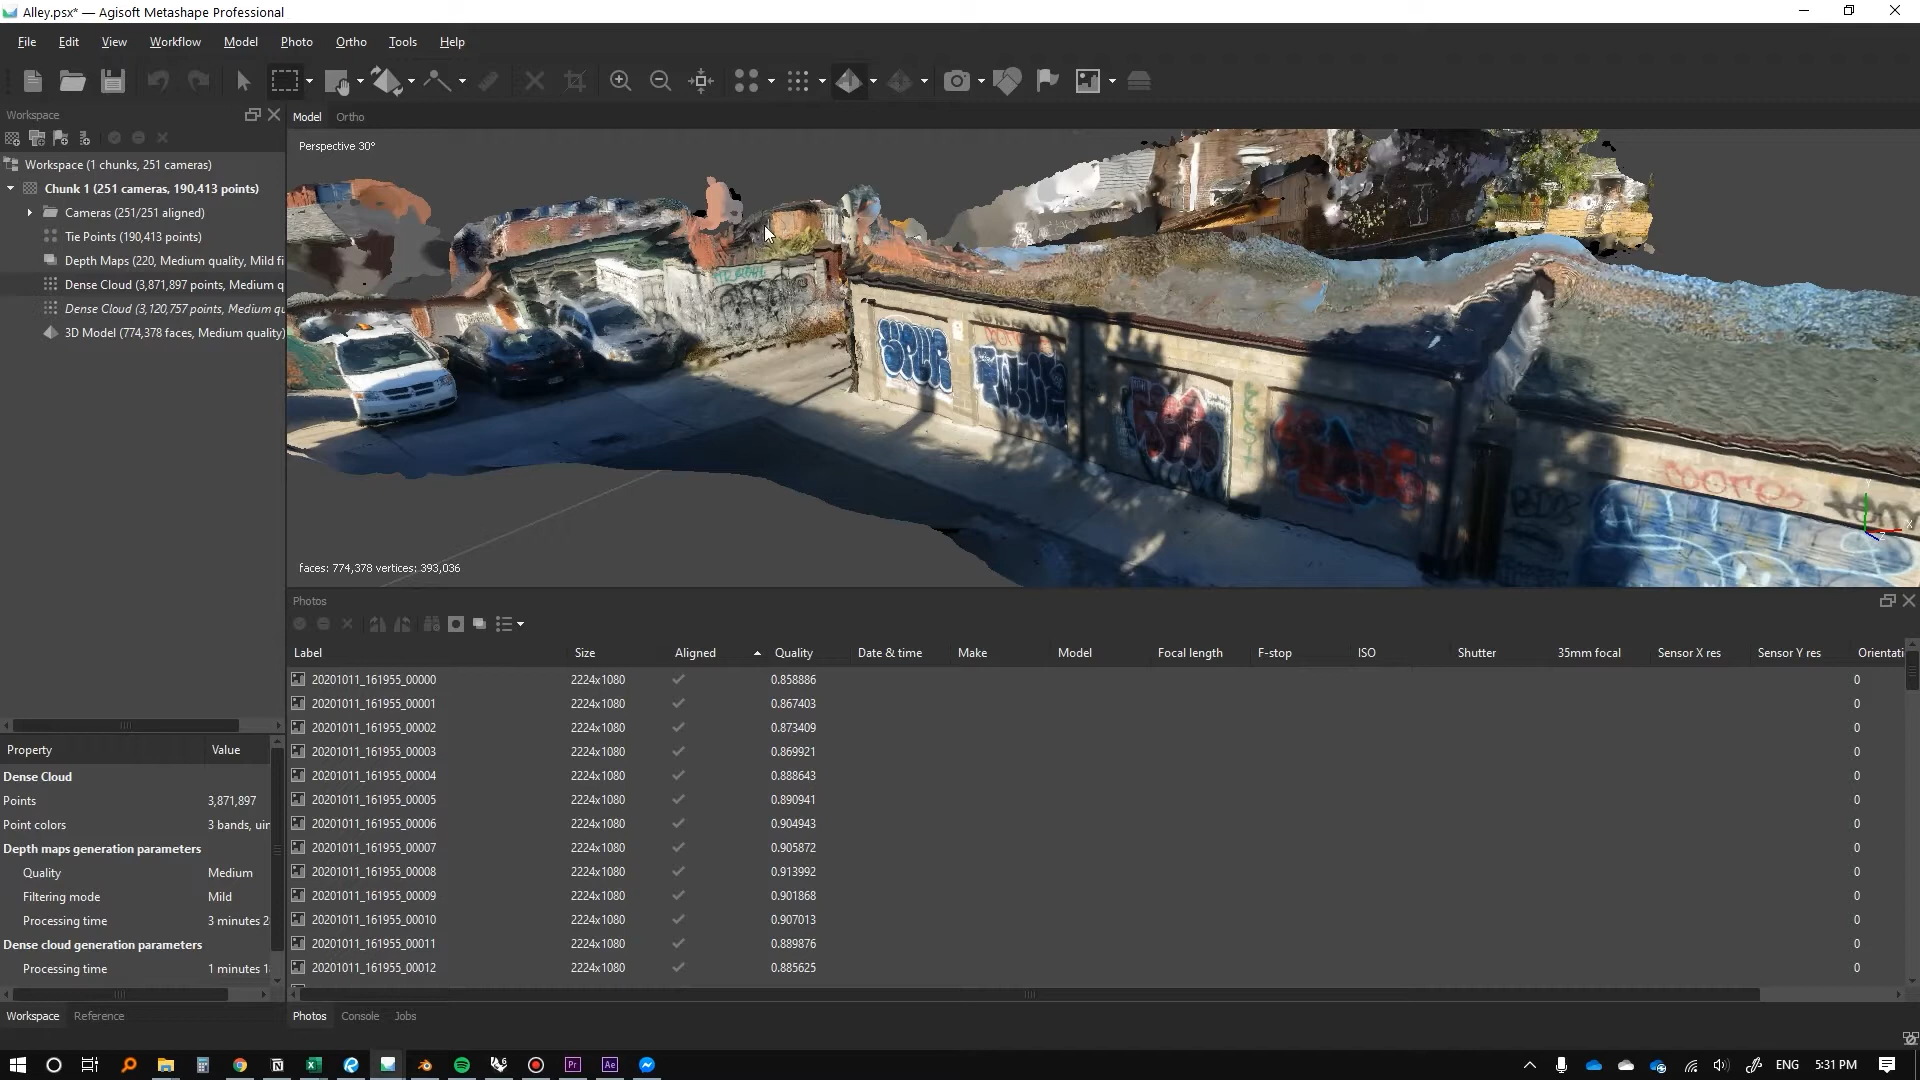 Alley.psx* — Agisoft Metashape Professional
File Edit View Workflow Model Photo Ortho Tools Help
Workspace
Model Ortho
Perspective 30°
Workspace (1 chunks, 251 cameras)
Chunk 1 (251 cameras, 190,413 points)
Cameras (251/251 aligned)
Tie Points (190,413 points)
Depth Maps (220, Medium quality, Mild fi
Dense Cloud (3,871,897 points, Medium q
Dense Cloud (3,120,757 points, Medium qu
3D Model (774,378 faces, Medium quality)
X
faces: 774,378 vertices: 393,036
Photos
Label Size Aligned Quality Date & time Make Model Focal length F-stop ISO Shutter 35mm focal Sensor X res Sensor Y res Orientati
20201011_161955_00000 2224x1080 0.858886 0
20201011_161955_00001 2224x1080 0.867403 0
20201011_161955_00002 2224x1080 0.873409 0
20201011_161955_00003 2224x1080 0.869921 0
20201011_161955_00004 2224x1080 0.888643 0
20201011_161955_00005 2224x1080 0.890941 0
20201011_161955_00006 2224x1080 0.904943 0
20201011_161955_00007 2224x1080 0.905872 0
20201011_161955_00008 2224x1080 0.913992 0
20201011_161955_00009 2224x1080 0.901868 0
20201011_161955_00010 2224x1080 0.907013 0
20201011_161955_00011 2224x1080 0.889876 0
20201011_161955_00012 2224x1080 0.885625 0
Property Value
Dense Cloud
Points 3,871,897
Point colors 3 bands, uin
Depth maps generation parameters
Quality Medium
Filtering mode Mild
Processing time 3 minutes 2
Dense cloud generation parameters
Processing time 1 minutes 1
Workspace Reference
Photos Console Jobs
Pr Ae
ENG 5:31 PM